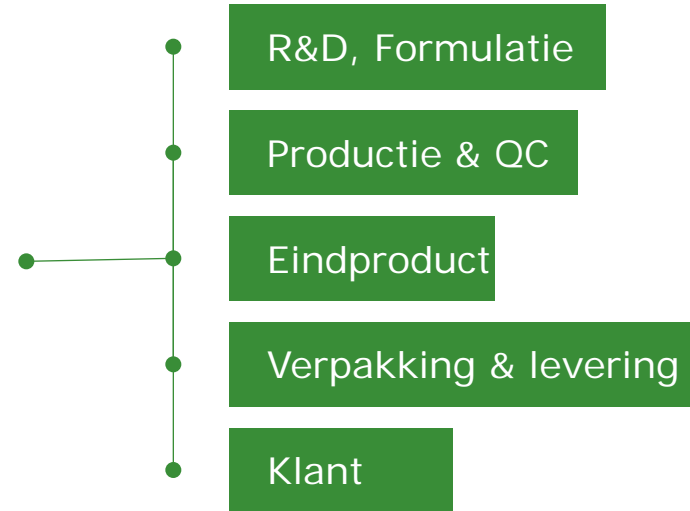 R&D, Formulatie
Productie & QC
Eindproduct
Verpakking & levering
Klant